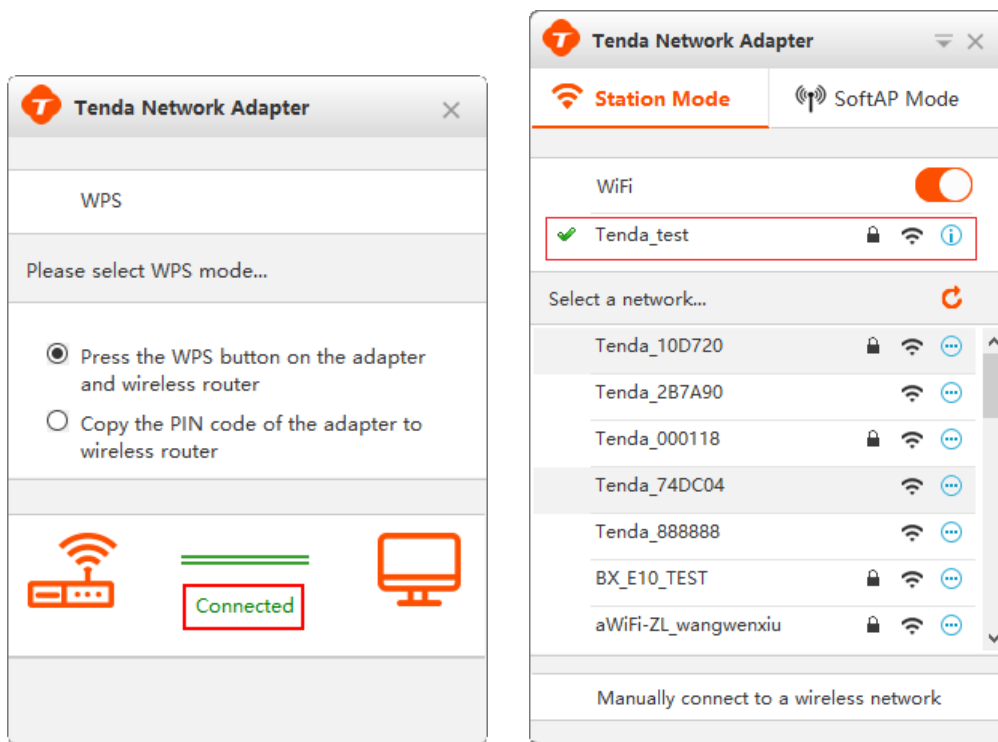 Tenda Network Adapter
WPS
Please select WPS mode...
Press the WPS button on the adapter
and wireless router
Copy the PIN code of the adapter to
wireless router
Connected
Tenda Network Adapter
Station Mode
SoftAP Mode
WiFi
Tenda_test
Select a network...
Tenda_10D720
Tenda_2B7A90
Tenda_000118
Tenda_74DC04
Tenda_888888
BX_E10_TEST
aWiFi-ZL_wangwenxiu
Manually connect to a wireless network